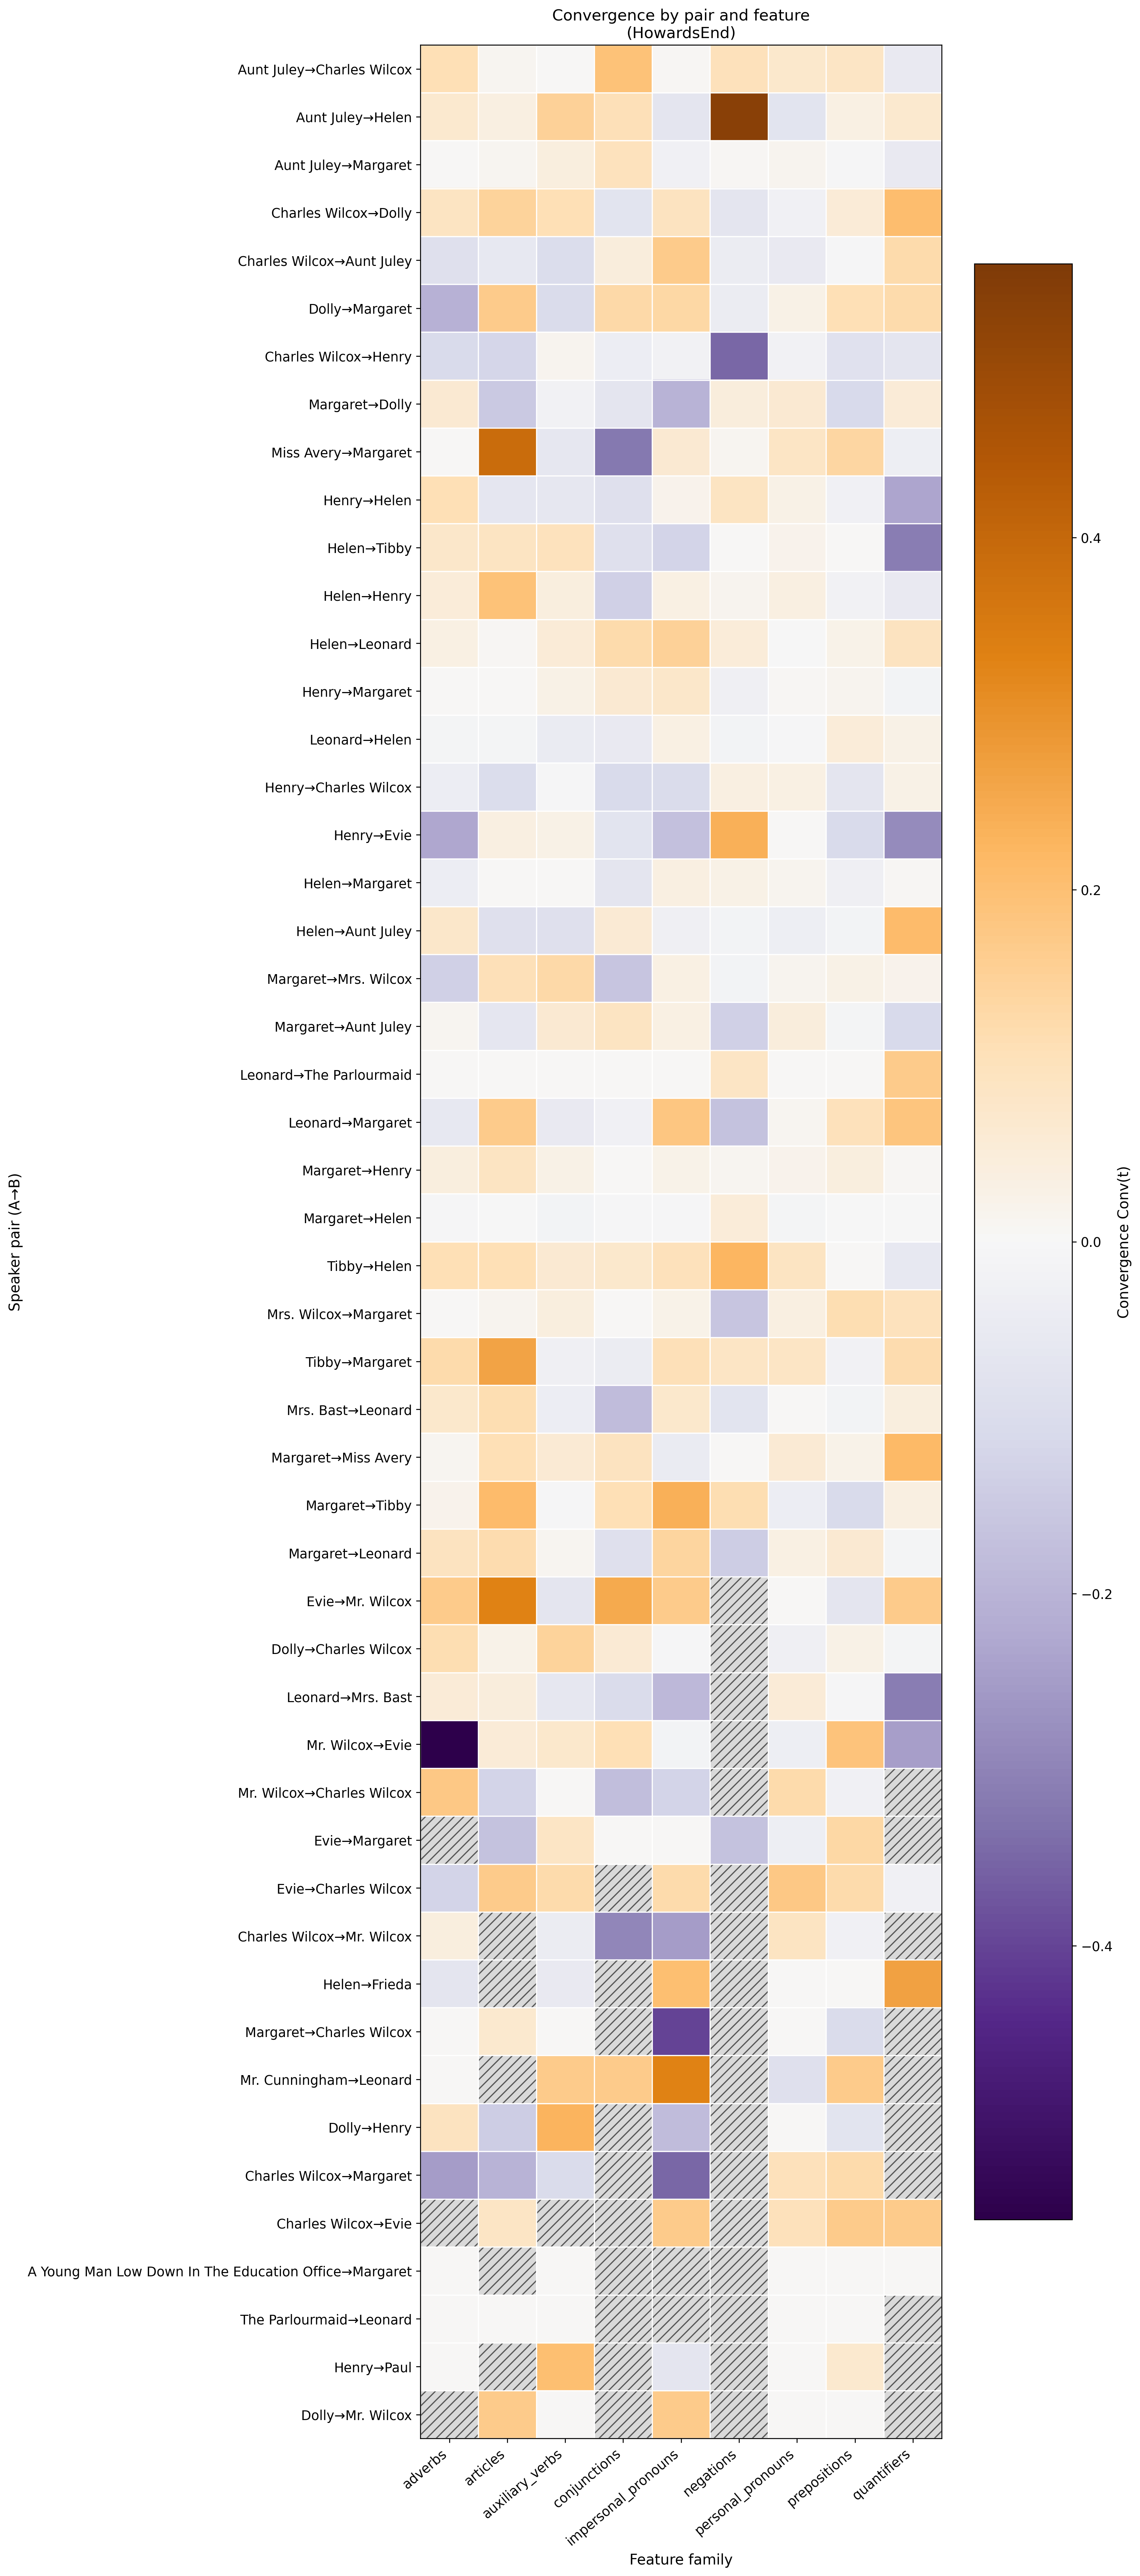 Convergence by pair and feature
(HowardsEnd)
Speaker pair (A→B)
Aunt Juley→Charles Wilcox
Aunt Juley→Helen
Aunt Juley→Margaret
Charles Wilcox→Dolly
Charles Wilcox→Aunt Juley
Dolly→Margaret
Charles Wilcox→Henry
Margaret→Dolly
Miss Avery→Margaret
Henry→Helen
Helen→Tibby
Helen→Henry
Helen→Leonard
Henry→Margaret
Leonard→Helen
Henry→Charles Wilcox
Henry→Evie
Helen→Margaret
Helen→Aunt Juley
Margaret→Mrs. Wilcox
Margaret→Aunt Juley
Leonard→The Parlourmaid
Leonard→Margaret
Margaret→Henry
Margaret→Helen
Tibby→Helen
Mrs. Wilcox→Margaret
Tibby→Margaret
Mrs. Bast→Leonard
Margaret→Miss Avery
Margaret→Tibby
Margaret→Leonard
Evie→Mr. Wilcox
Dolly→Charles Wilcox
Leonard→Mrs. Bast
Mr. Wilcox→Evie
Mr. Wilcox→Charles Wilcox
Evie→Margaret
Evie→Charles Wilcox
Charles Wilcox→Mr. Wilcox
Helen→Frieda
Margaret→Charles Wilcox
Mr. Cunningham→Leonard
Dolly→Henry
Charles Wilcox→Margaret
Charles Wilcox→Evie
A Young Man Low Down In The Education Office→Margaret
The Parlourmaid→Leonard
Henry→Paul
Dolly→Mr. Wilcox
adverbs
articles
auxiliary_verbs
conjunctions
impersonal_pronouns
negations
personal_pronouns
prepositions
quantifiers
Feature family
0.4
0.2
0.0
−0.2
−0.4
Convergence Conv(t)